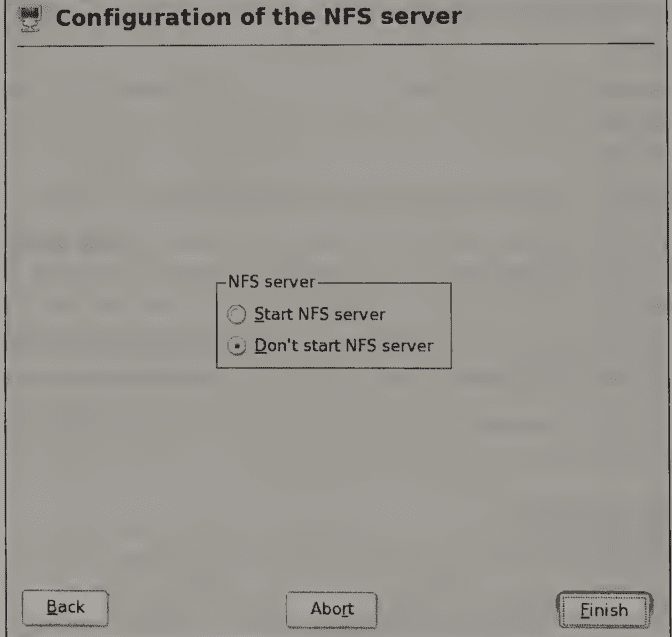 Configuration of the NFS server
NFS server
Start NFS server
Don't start NFS server
Back
Abort
Finish